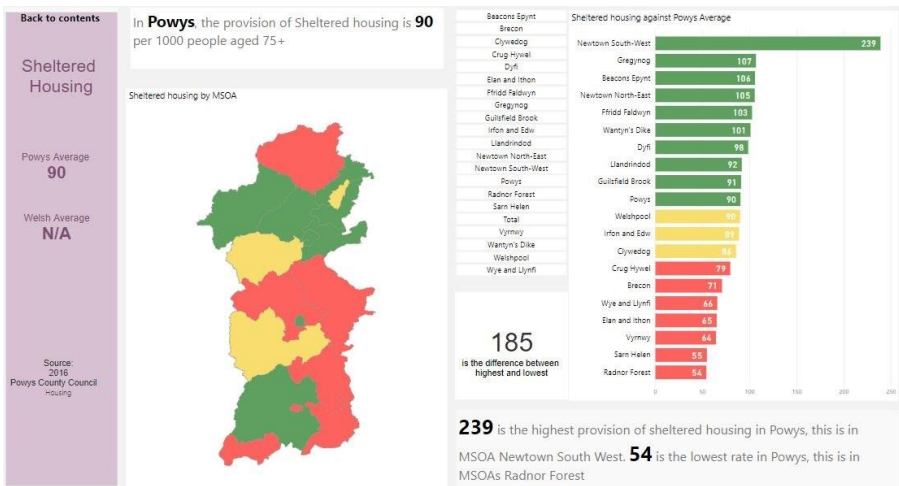 Back to contents
Sheltered
Housing
Powys Average
90
Welsh Average
N/A
Source:
2016
Powys County Council
Housing
In Powys, the provision of Sheltered housing is 90
per 1000 people aged 75+
Sheltered housing by MSOA
Beacons Epynt
Brecon
Clywedog
Crug Hywel
Dyfi
Elan and Ithon
Ffridd Faldwyn
Gregynog
Guilsfield Brook
Irfon and Edw
Llandrindod
Newtown North-East
Newtown South-West
Powys
Radnor Forest
Sarn Helen
Total
Vyrnwy
Wantyn's Dike
Welshpool
Wye and Llynfi
185
is the difference between
highest and lowest
Sheltered housing against Powys Average
Newtown South-West 239
Gregynog 107
Beacons Epynt 106
Newtown North-East 105
Ffridd Faldwyn 103
Wantyn's Dike 101
Dyfi 98
Llandrindod 92
Guilsfield Brook 91
Powys 90
Welshpool 90
Irfon and Edw 89
Clywedog
Crug Hywel 79
Brecon 71
Wye and Llynfi 66
Elan and Ithon 65
Vyrnwy 64
Sarn Helen 55
Radnor Forest 54
0 50 100 150 200 250
239 is the highest provision of sheltered housing in Powys, this is in
MSOA Newtown South West. 54 is the lowest rate in Powys, this is in
MSOAs Radnor Forest